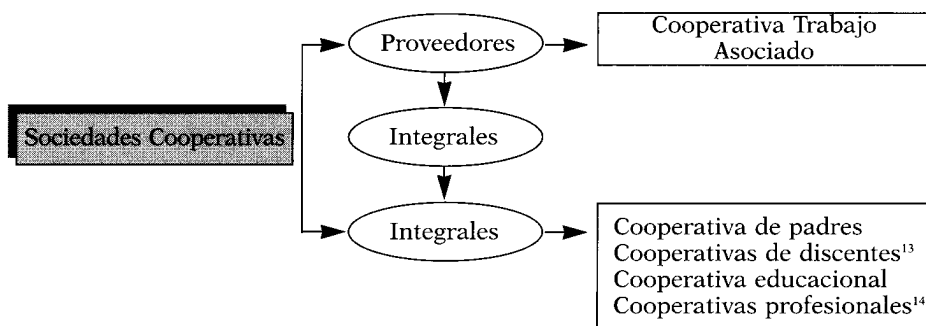 Proveedores
Cooperativa Trabajo
Asociado
Sociedades Cooperativas
Integrales
Integrales
Cooperativa de padres
Cooperativas de discentes¹³
Cooperativa educacional
Cooperativas profesionales¹⁴